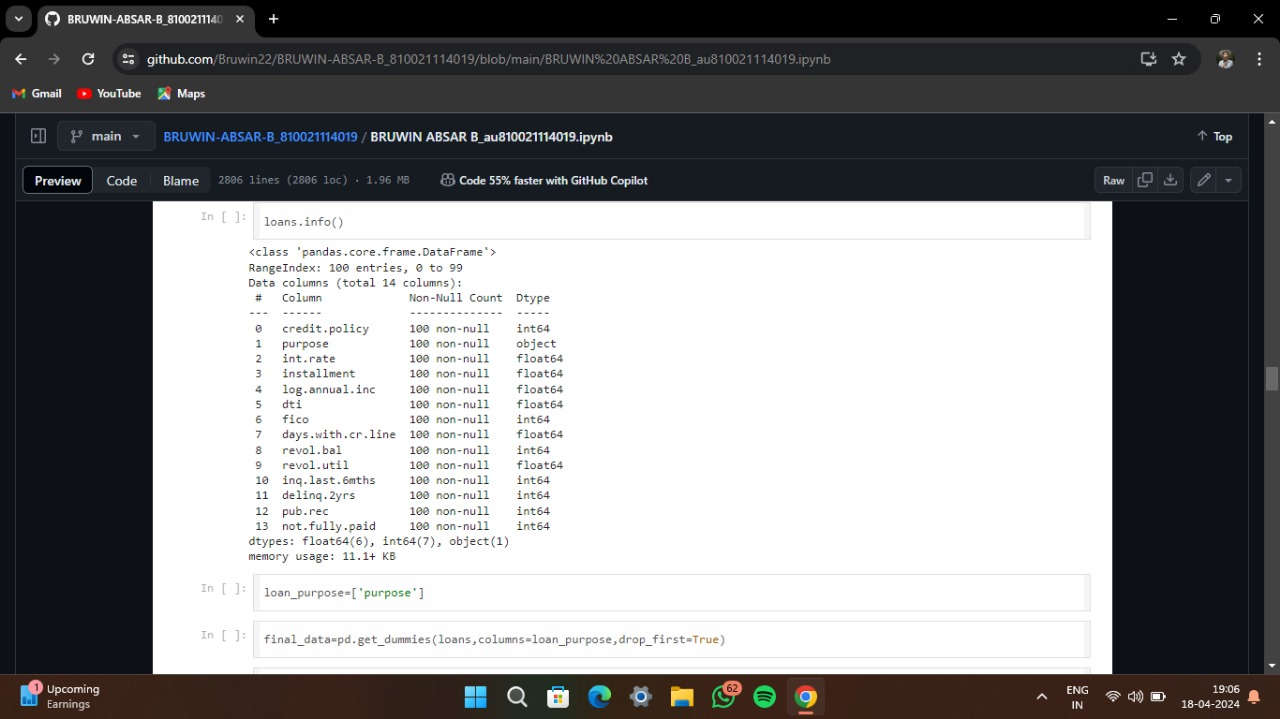 BRUWIN-ABSAR-B_810021114019
github.com/Bruwin22/BRUWIN-ABSAR-B_810021114019/blob/main/BRUWIN%20ABSAR%20B_au810021114019.ipynb
Gmail YouTube Maps
main BRUWIN-ABSAR-B_810021114019 / BRUWIN ABSAR B_au810021114019.ipynb Top
Preview Code Blame 2806 lines (2806 loc) · 1.96 MB Code 55% faster with GitHub Copilot Raw
In [ ]: loans.info()
<class 'pandas.core.frame.DataFrame'>
RangeIndex: 100 entries, 0 to 99
Data columns (total 14 columns):
# Column Non-Null Count Dtype
--- ------ -------------- -----
0 credit.policy 100 non-null int64
1 purpose 100 non-null object
2 int.rate 100 non-null float64
3 installment 100 non-null float64
4 log.annual.inc 100 non-null float64
5 dti 100 non-null float64
6 fico 100 non-null int64
7 days.with.cr.line 100 non-null float64
8 revol.bal 100 non-null int64
9 revol.util 100 non-null float64
10 inq.last.6mths 100 non-null int64
11 delinq.2yrs 100 non-null int64
12 pub.rec 100 non-null int64
13 not.fully.paid 100 non-null int64
dtypes: float64(6), int64(7), object(1)
memory usage: 11.1+ KB
In [ ]: loan_purpose=['purpose']
In [ ]: final_data=pd.get_dummies(loans,columns=loan_purpose,drop_first=True)
1 Upcoming
Earnings
62
ENG
IN
19:06
18-04-2024